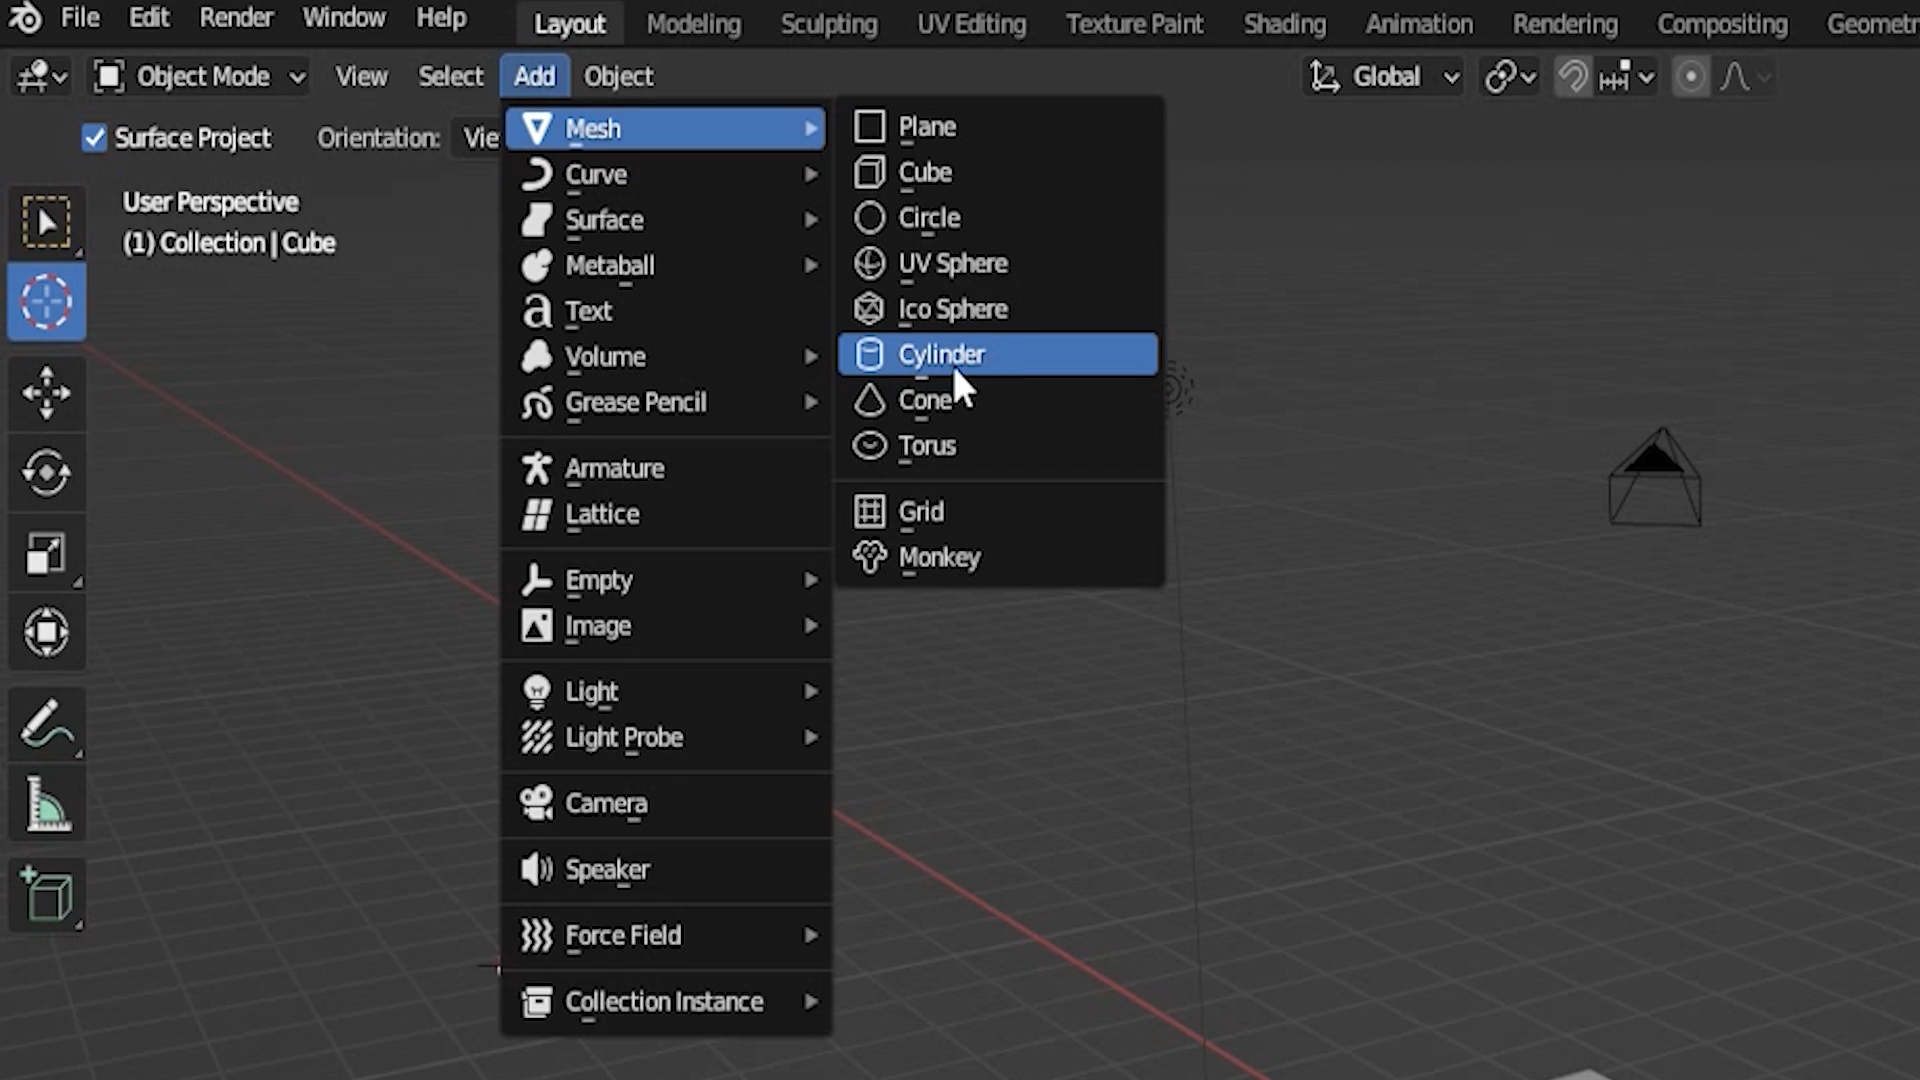 File Edit Render Window Help Layout Modeling Sculpting UV Editing Texture Paint Shading Animation Rendering Compositing Geometr
Object Mode View Select Add Object Global
Surface Project Orientation: Vie
User Perspective
(1) Collection | Cube
Mesh
Curve
Surface
Metaball
Text
Volume
Grease Pencil
Armature
Lattice
Empty
Image
Light
Light Probe
Camera
Speaker
Force Field
Collection Instance
Plane
Cube
Circle
UV Sphere
Ico Sphere
Cylinder
Cone
Torus
Grid
Monkey